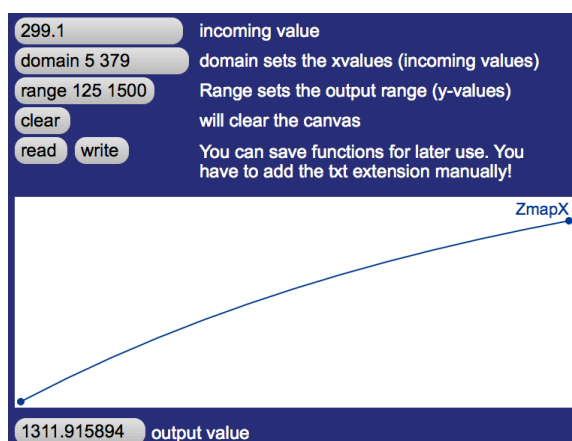 299.1 incoming value
domain 5 379 domain sets the xvalues (incoming values)
range 125 1500 Range sets the output range (y-values)
clear will clear the canvas
read write You can save functions for later use. You
have to add the txt extension manually!
ZmapX
1311.915894 output value